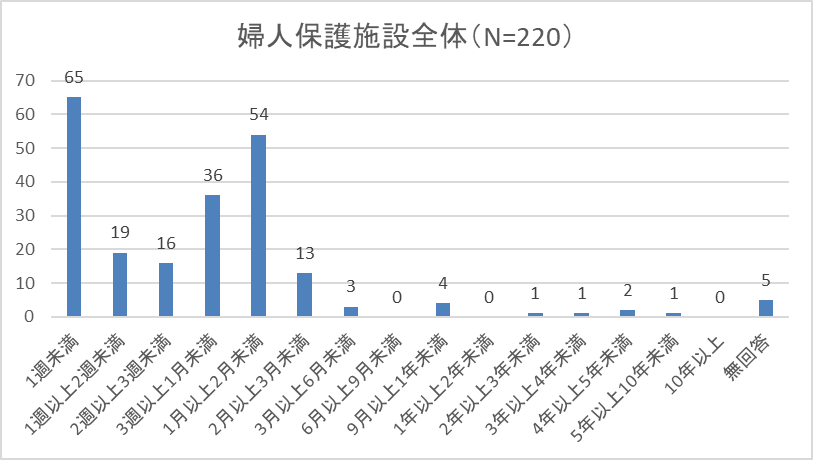 婦人保護施設全体（N=220）
70
60
50
40
30
20
10
0
65
19
16
36
54
13
3
0
4
0
1
1
2
1
0
5
1週未満
1週以上2週未満
2週以上3週未満
3週以上1月未満
1月以上2月未満
2月以上3月未満
3月以上6月未満
6月以上9月未満
9月以上1年未満
1年以上2年未満
2年以上3年未満
3年以上4年未満
4年以上5年未満
5年以上10年未満
10年以上
無回答